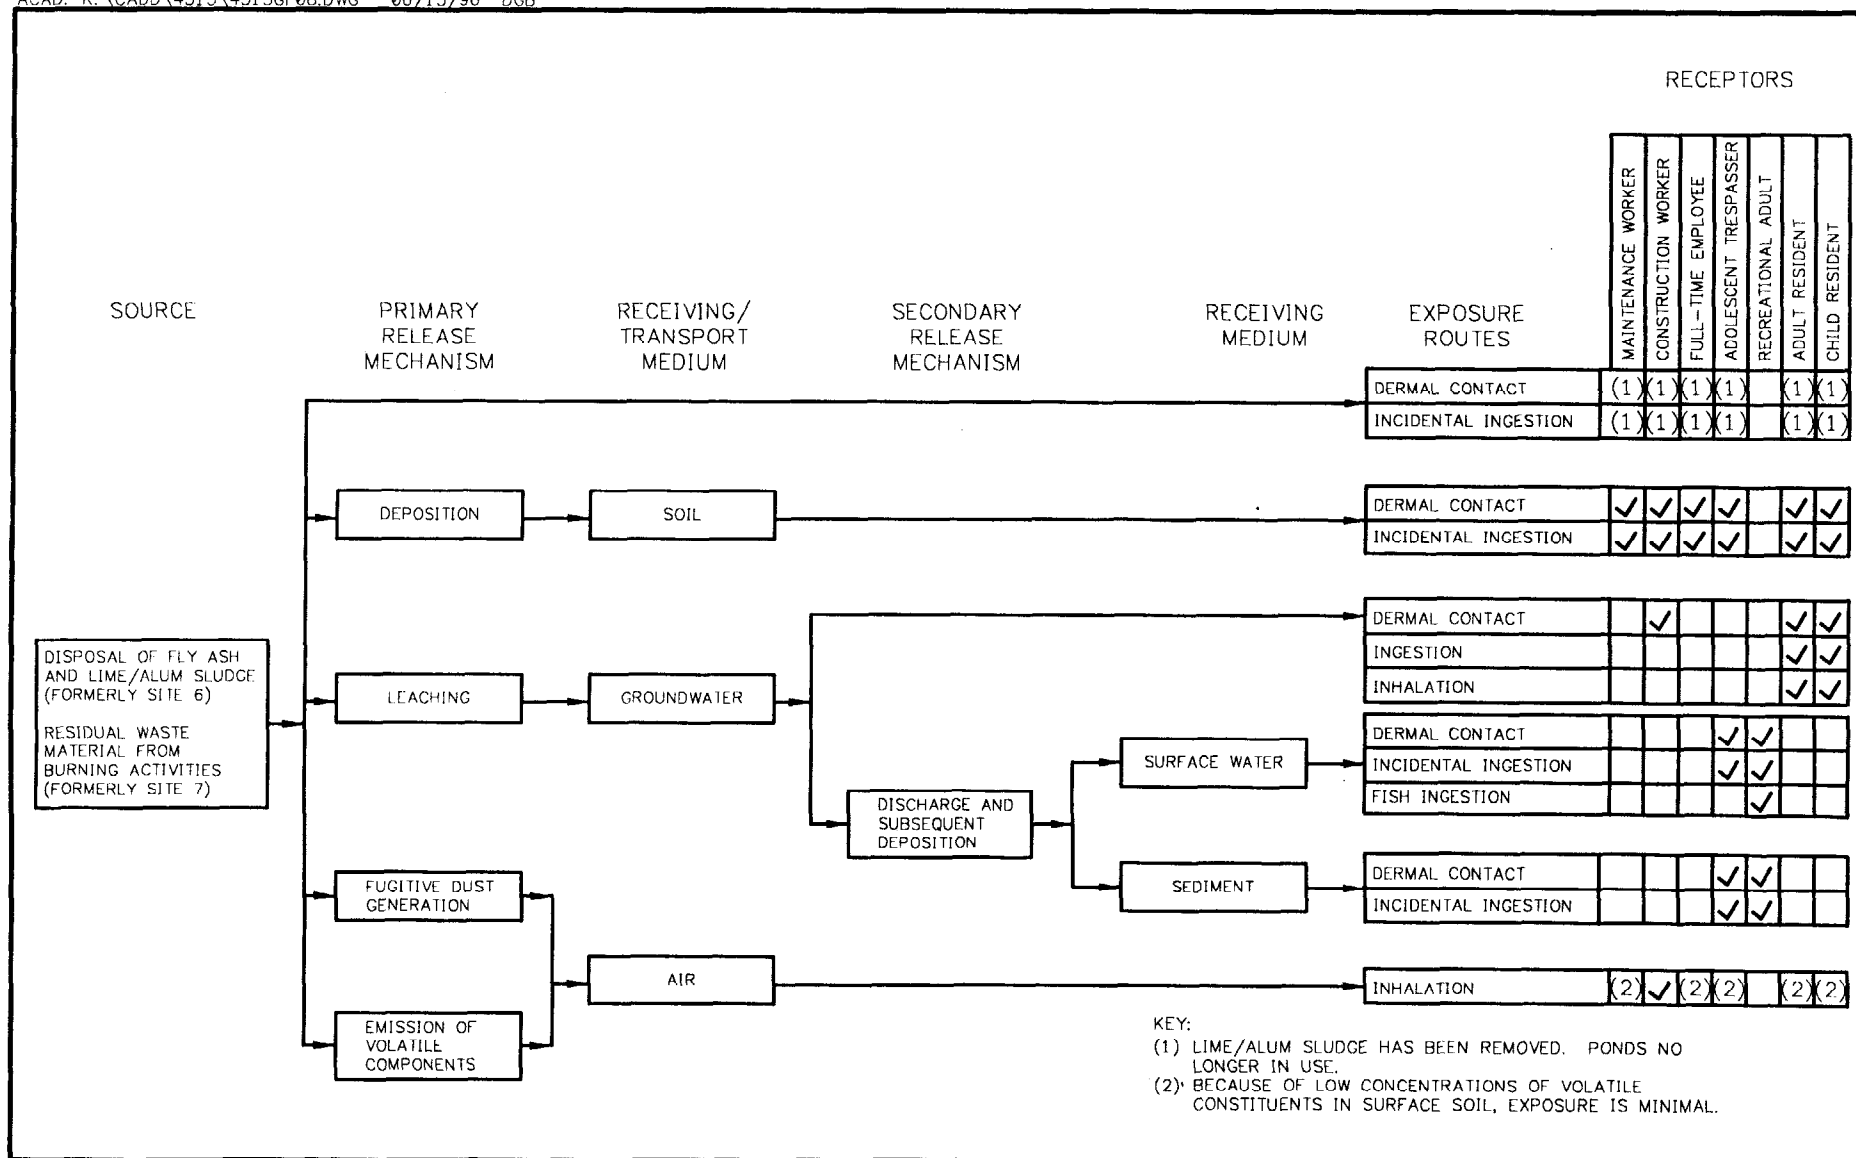 RECEPTORS
MAINTENANCE WORKER
CONSTRUCTION WORKER
FULL-TIME EMPLOYEE
ADOLESCENT TRESPASSER
RECREATIONAL ADULT
ADULT RESIDENT
CHILD RESIDENT
SOURCE
PRIMARY
RELEASE
MECHANISM
RECEIVING/
TRANSPORT
MEDIUM
SECONDARY
RELEASE
MECHANISM
RECEIVING
MEDIUM
EXPOSURE
ROUTES
DERMAL CONTACT (1) (1) (1) (1) (1) (1)
INCIDENTAL INGESTION (1) (1) (1) (1) (1) (1)
DEPOSITION
SOIL
DERMAL CONTACT ✓ ✓ ✓ ✓ ✓ ✓
INCIDENTAL INGESTION ✓ ✓ ✓ ✓ ✓ ✓
DISPOSAL OF FLY ASH
AND LIME/ALUM SLUDGE
(FORMERLY SITE 6)
RESIDUAL WASTE
MATERIAL FROM
BURNING ACTIVITIES
(FORMERLY SITE 7)
LEACHING
GROUNDWATER
DERMAL CONTACT ✓ ✓ ✓
INGESTION ✓ ✓
INHALATION ✓ ✓
DISCHARGE AND
SUBSEQUENT
DEPOSITION
SURFACE WATER
DERMAL CONTACT ✓ ✓
INCIDENTAL INGESTION ✓ ✓
FISH INGESTION ✓
SEDIMENT
DERMAL CONTACT ✓ ✓
INCIDENTAL INGESTION ✓ ✓
FUGITIVE DUST
GENERATION
EMISSION OF
VOLATILE
COMPONENTS
AIR
INHALATION (2) ✓ (2) (2) (2) (2)
KEY:
(1) LIME/ALUM SLUDGE HAS BEEN REMOVED. PONDS NO
LONGER IN USE.
(2) BECAUSE OF LOW CONCENTRATIONS OF VOLATILE
CONSTITUENTS IN SURFACE SOIL, EXPOSURE IS MINIMAL.